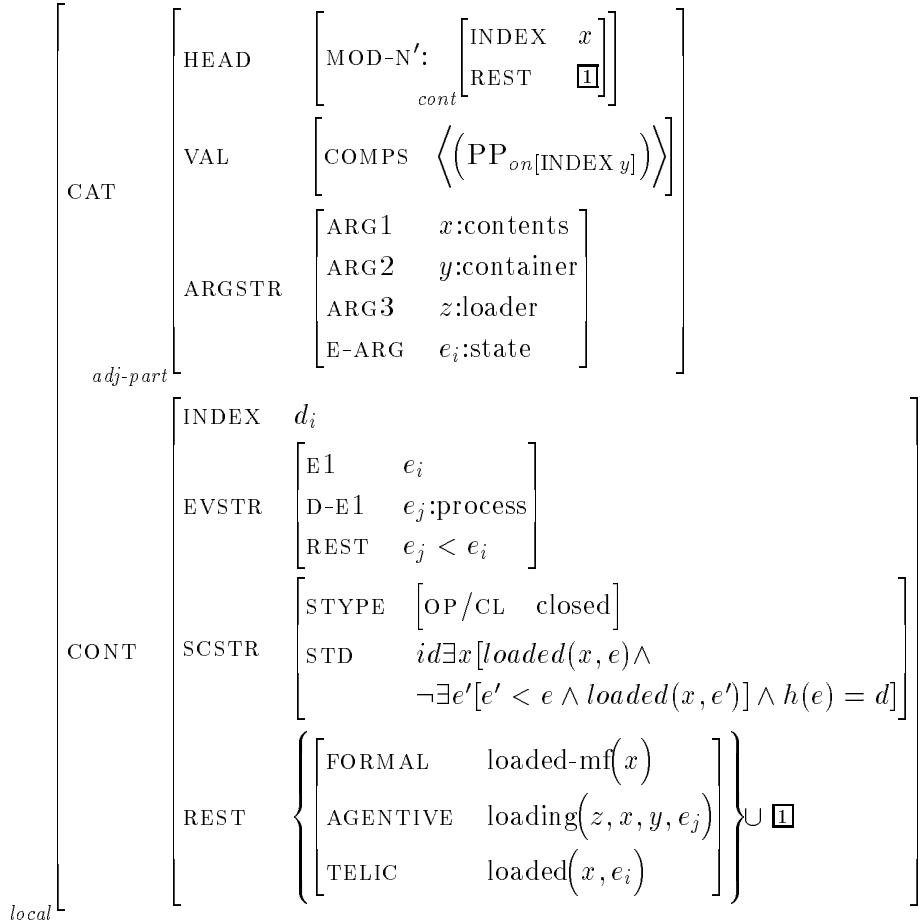 HEAD MOD-N′: cont INDEX x
REST 1
VAL COMPS ⟨(PP on[INDEX y])⟩
CAT
ARGSTR ARG1 x:contents
ARG2 y:container
ARG3 z:loader
E-ARG e_i:state
adj-part
INDEX d_i
EVSTR E1 e_i
D-E1 e_j:process
REST e_j < e_i
CONT SCSTR STYPE [OP/CL closed]
STD id∃x[loaded(x, e)∧
¬∃e′[e′ < e ∧ loaded(x, e′)] ∧ h(e) = d]
REST { FORMAL loaded-mf(x)
AGENTIVE loading(z, x, y, e_j)
TELIC loaded(x, e_i) } ∪ 1
local